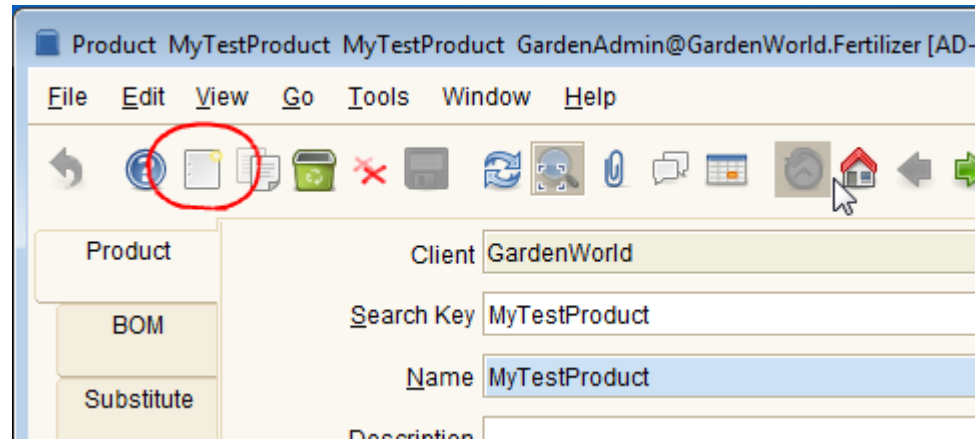 Product MyTestProduct MyTestProduct GardenAdmin@GardenWorld.Fertilizer [AD-
File Edit View Go Tools Window Help
Product
Client GardenWorld
BOM
Search Key MyTestProduct
Name MyTestProduct
Substitute
Description